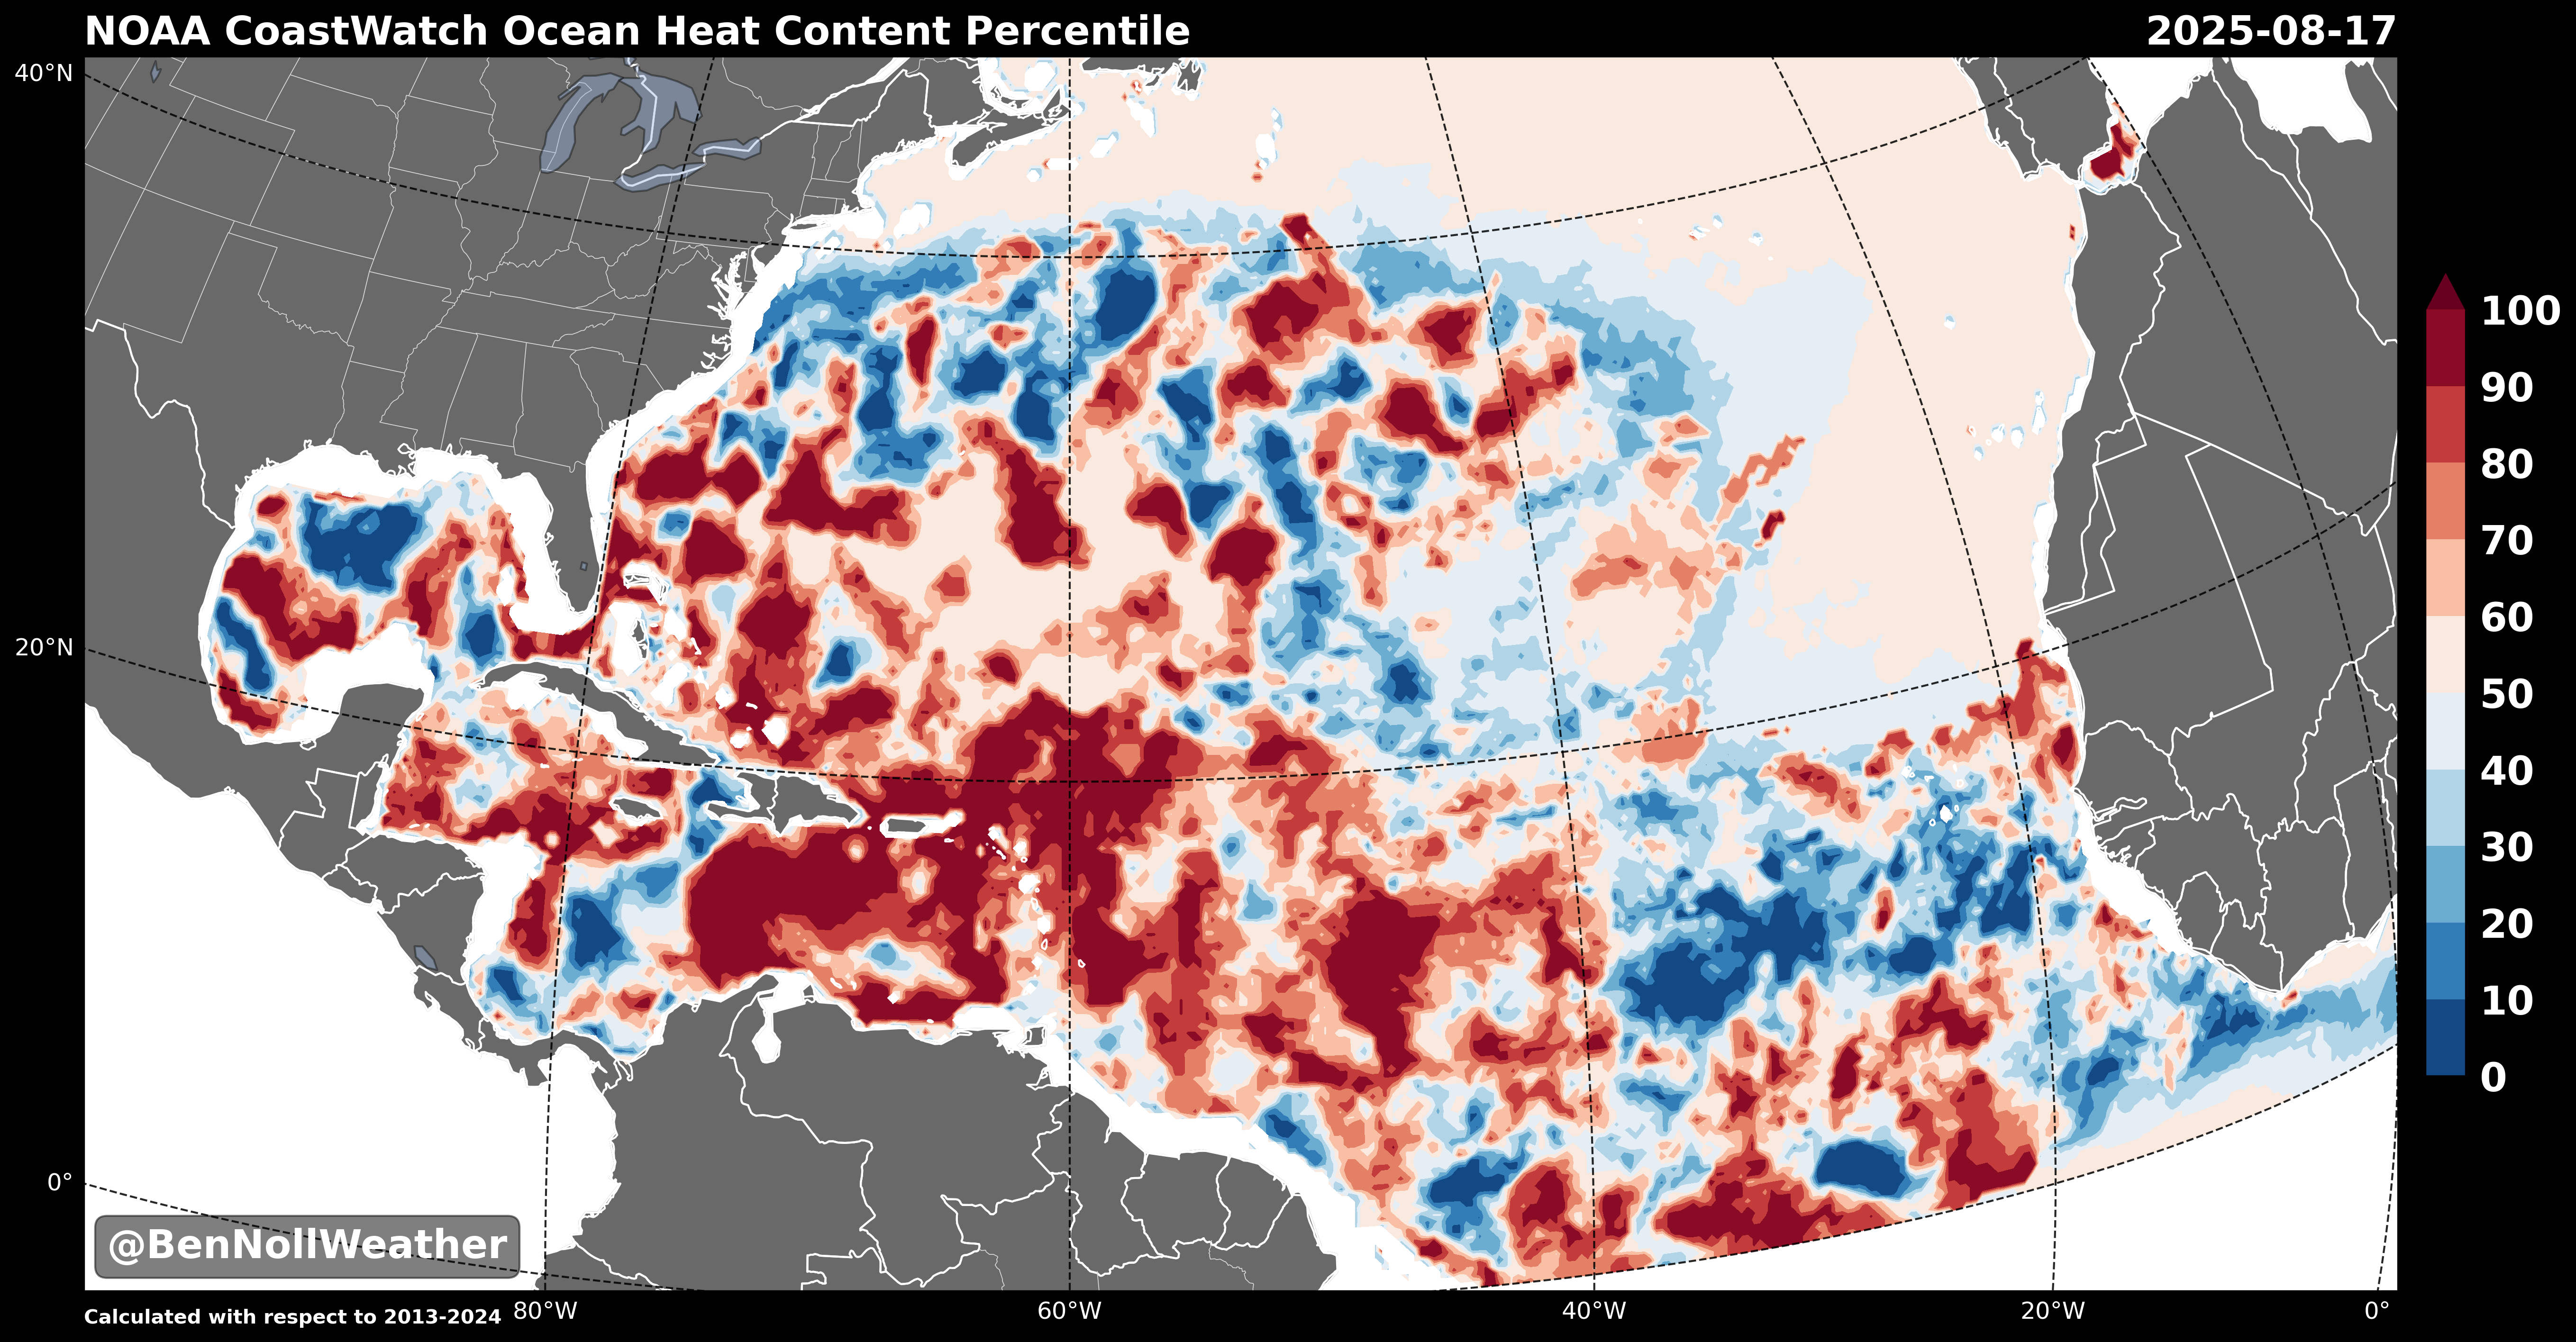 NOAA CoastWatch Ocean Heat Content Percentile
2025-08-17
40°N
20°N
0°
100
90
80
70
60
50
40
30
20
10
0
@BenNollWeather
Calculated with respect to 2013-2024
80°W
60°W
40°W
20°W
0°